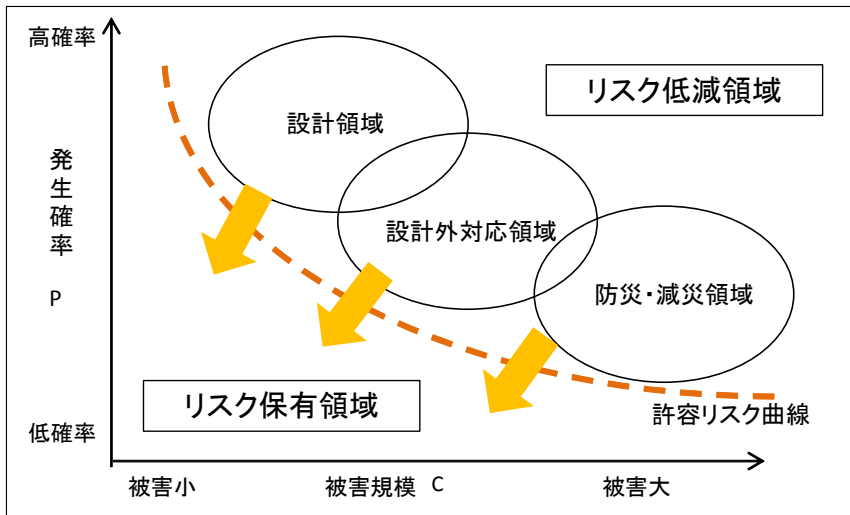 高確率
リスク低減領域
設計領域
発生確率
P
設計外対応領域
防災・減災領域
リスク保有領域
許容リスク曲線
低確率
被害小
被害規模 C
被害大